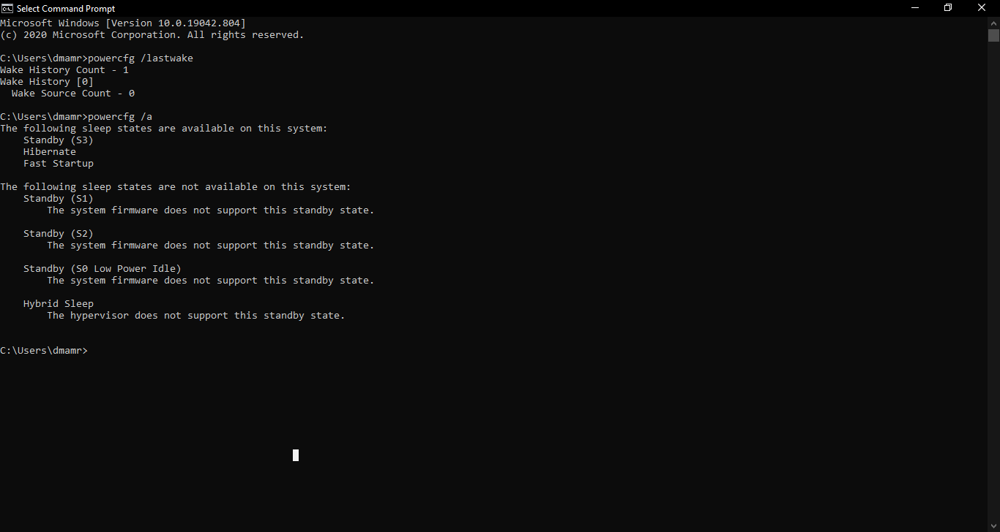 Select Command Prompt
Microsoft Windows [Version 10.0.19042.804]
(c) 2020 Microsoft Corporation. All rights reserved.
C:\Users\dmamr>powercfg /lastwake
Wake History Count - 1
Wake History [0]
  Wake Source Count - 0
C:\Users\dmamr>powercfg /a
The following sleep states are available on this system:
    Standby (S3)
    Hibernate
    Fast Startup
The following sleep states are not available on this system:
    Standby (S1)
        The system firmware does not support this standby state.
    Standby (S2)
        The system firmware does not support this standby state.
    Standby (S0 Low Power Idle)
        The system firmware does not support this standby state.
    Hybrid Sleep
        The hypervisor does not support this standby state.
C:\Users\dmamr>